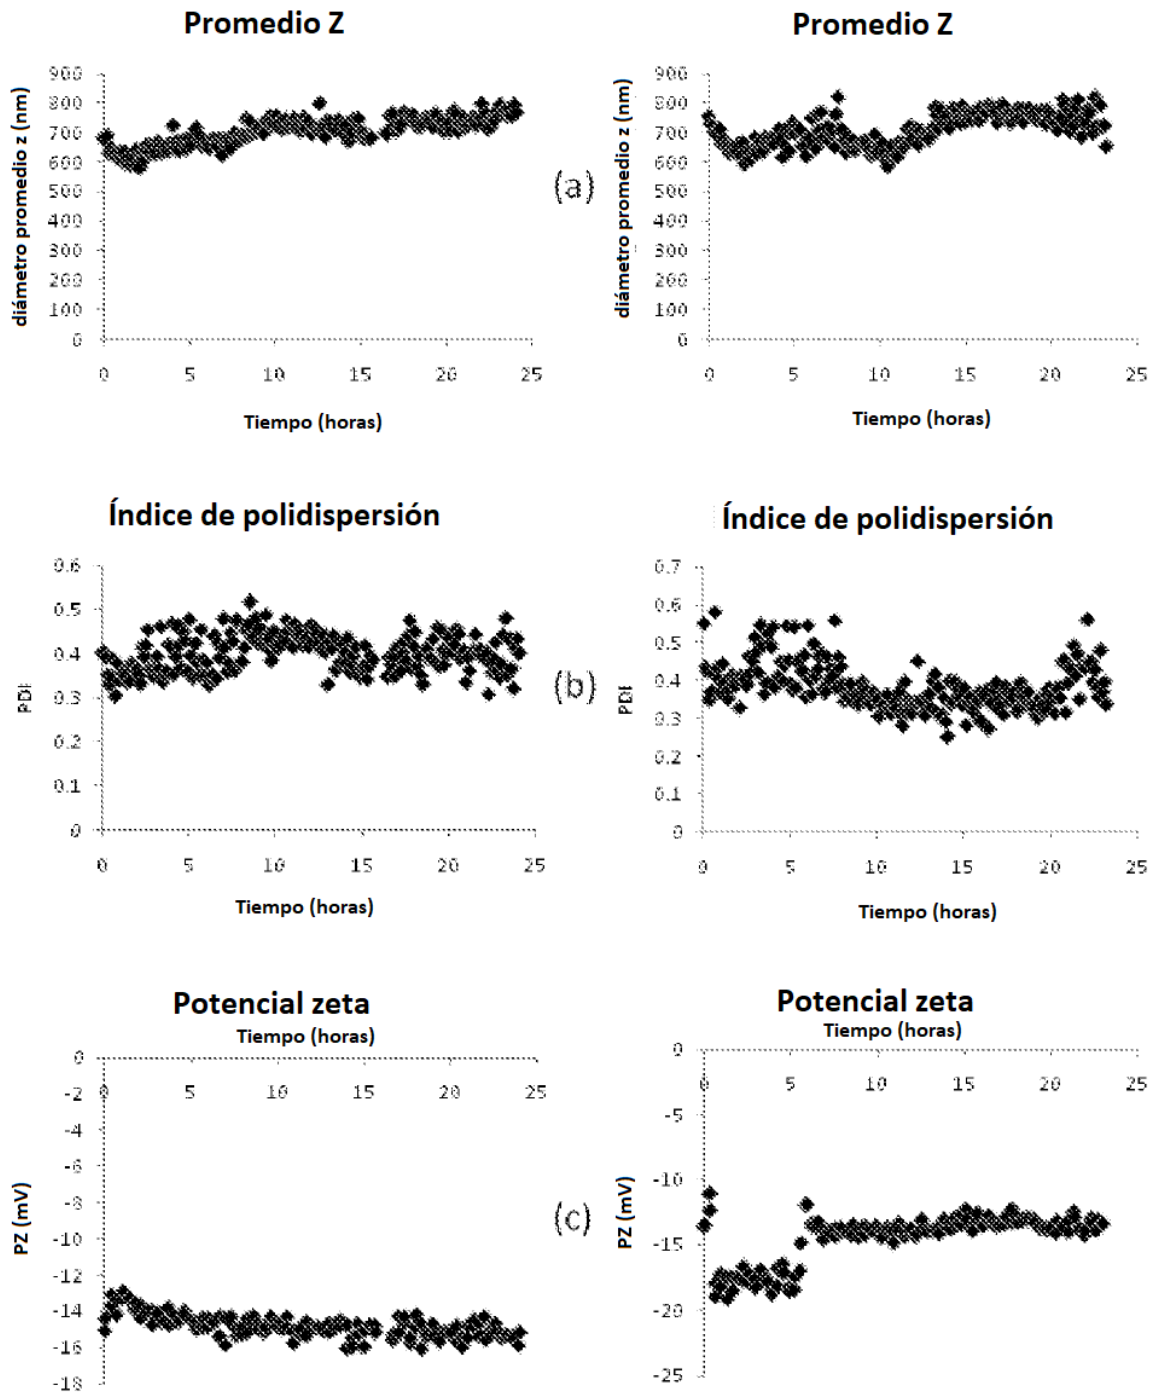 Promedio Z
Promedio Z
diámetro promedio z (nm)
900
800
700
600
500
400
300
200
100
0
0 5 10 15 20 25
Tiempo (horas)
(a)
diámetro promedio z (nm)
900
800
700
600
500
400
300
200
100
0
0 5 10 15 20 25
Tiempo (horas)
Índice de polidispersión
Índice de polidispersión
PDI
0.6
0.5
0.4
0.3
0.2
0.1
0
0 5 10 15 20 25
Tiempo (horas)
(b)
PDI
0.7
0.6
0.5
0.4
0.3
0.2
0.1
0
0 5 10 15 20 25
Tiempo (horas)
Potencial zeta
Tiempo (horas)
Potencial zeta
Tiempo (horas)
PZ (mV)
0
-2
-4
-6
-8
-10
-12
-14
-16
-18
0 5 10 15 20 25
(c)
PZ (mV)
0
-5
-10
-15
-20
-25
0 5 10 15 20 25